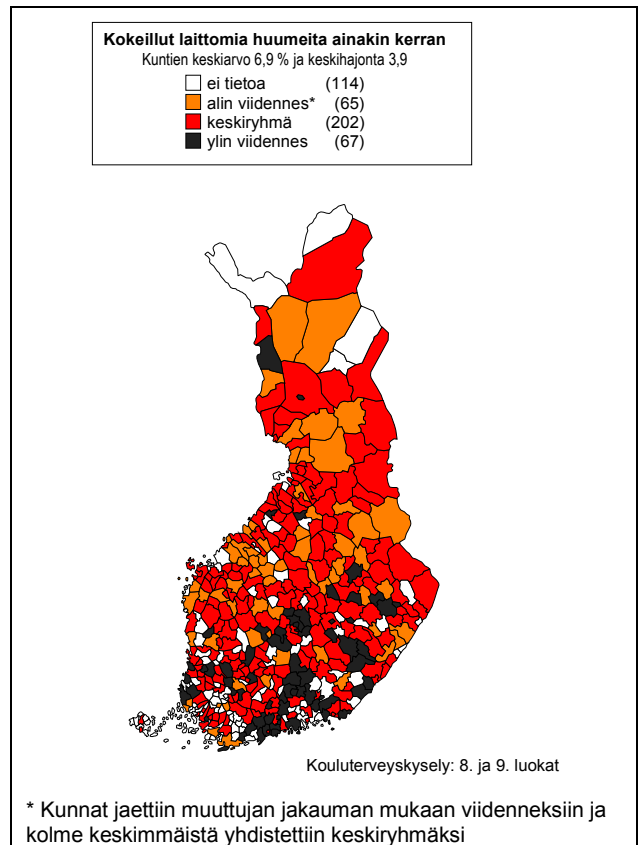 Kokeillut laittomia huumeita ainakin kerran
Kuntien keskiarvo 6,9 % ja keskihajonta 3,9
ei tietoa (114)
alin viidennes* (65)
keskiryhmä (202)
ylin viidennes (67)
Kouluterveyskysely: 8. ja 9. luokat
* Kunnat jaettiin muuttujan jakauman mukaan viidenneksiin ja
kolme keskimmäistä yhdistettiin keskiryhmäksi